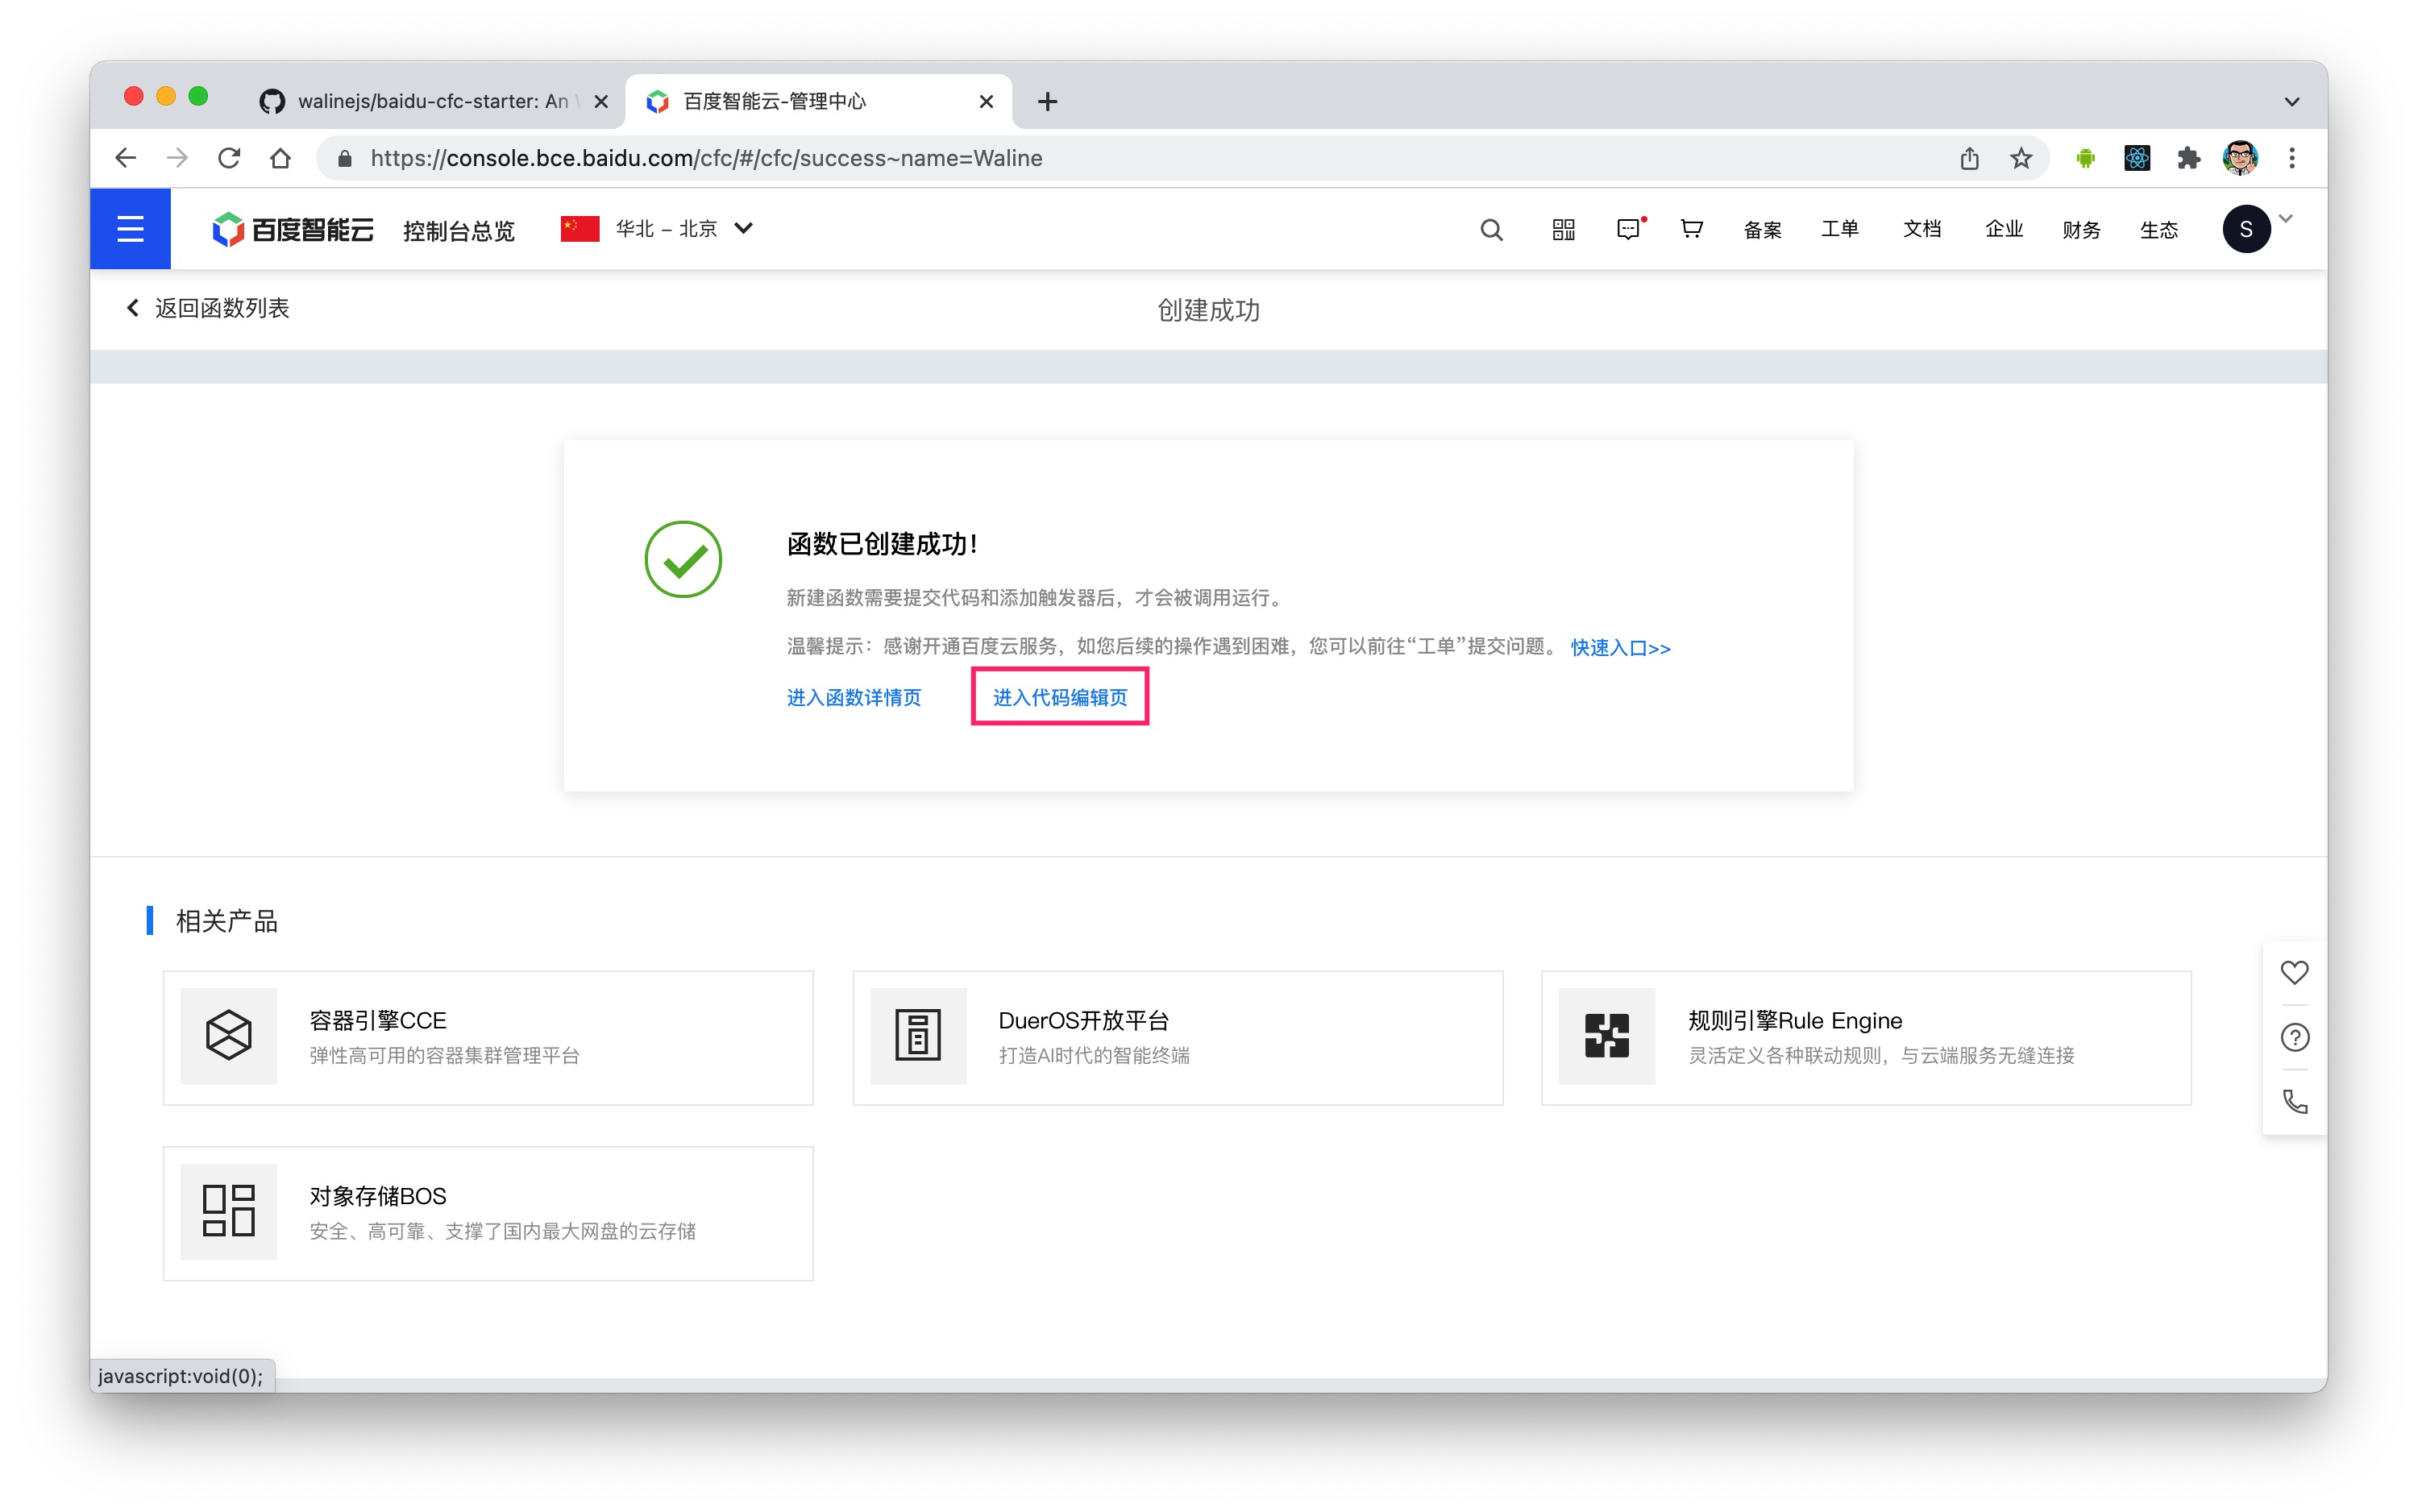 walinejs/baidu-cfc-starter: An
百度智能云-管理中心
https://console.bce.baidu.com/cfc/#/cfc/success~name=Waline
百度智能云
控制台总览
华北 – 北京
备案
工单
文档
企业
财务
生态
S
返回函数列表
创建成功
函数已创建成功！
新建函数需要提交代码和添加触发器后，才会被调用运行。
温馨提示：感谢开通百度云服务，如您后续的操作遇到困难，您可以前往“工单”提交问题。 快速入口>>
进入函数详情页
进入代码编辑页
相关产品
容器引擎CCE
弹性高可用的容器集群管理平台
DuerOS开放平台
打造AI时代的智能终端
规则引擎Rule Engine
灵活定义各种联动规则，与云端服务无缝连接
对象存储BOS
安全、高可靠、支撑了国内最大网盘的云存储
javascript:void(0);